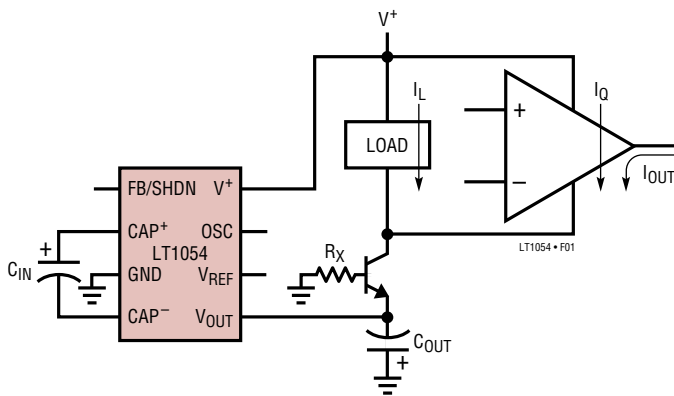 V+
IL
IQ
+
LOAD
−
IOUT
FB/SHDN V+
CAP+ OSC
LT1054
GND VREF
CAP− VOUT
+
CIN
RX
LT1054 • F01
COUT
+